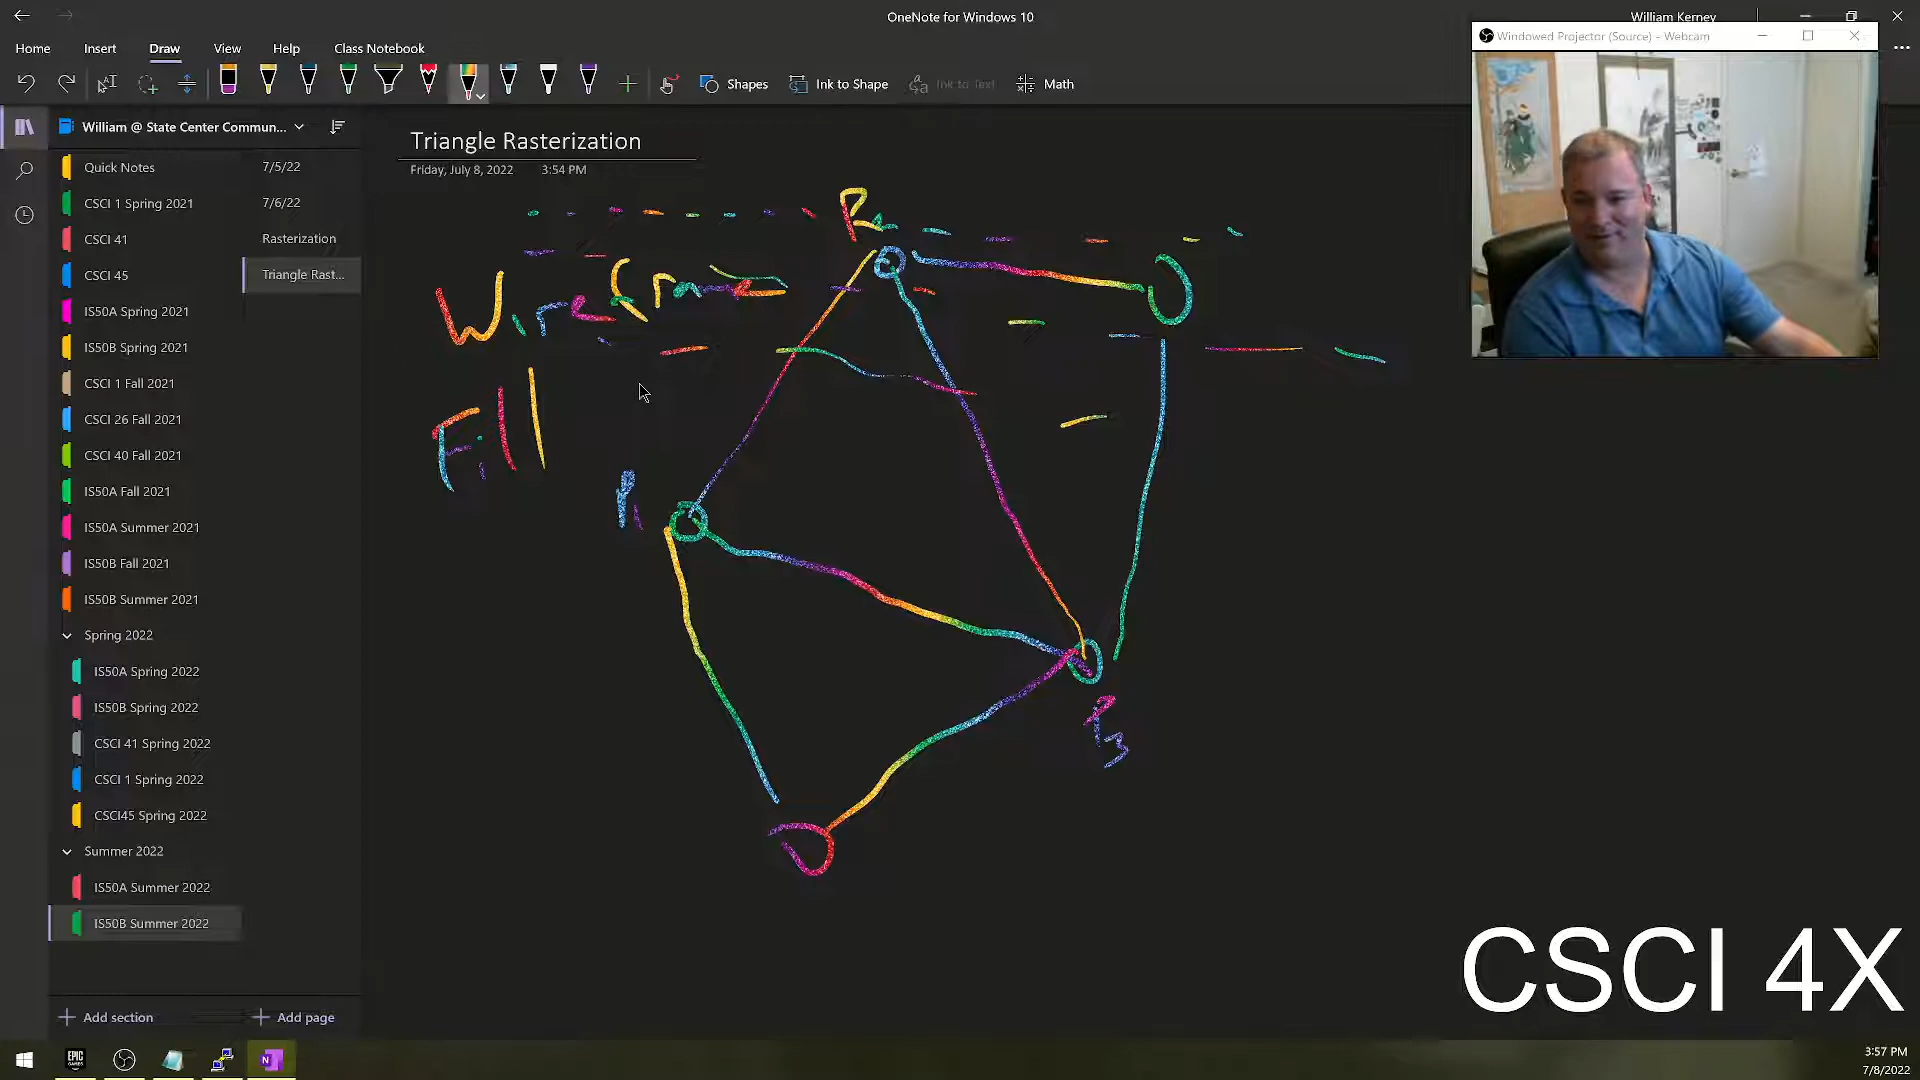 OneNote for Windows 10
William Kerney
Windowed Projector (Source) - Webcam
Home Insert Draw View Help Class Notebook
Shapes Ink to Shape Ink to Text Math
William @ State Center Commun...
Quick Notes
CSCI 1 Spring 2021
CSCI 41
CSCI 45
IS50A Spring 2021
IS50B Spring 2021
CSCI 1 Fall 2021
CSCI 26 Fall 2021
CSCI 40 Fall 2021
IS50A Fall 2021
IS50A Summer 2021
IS50B Fall 2021
IS50B Summer 2021
Spring 2022
IS50A Spring 2022
IS50B Spring 2022
CSCI 41 Spring 2022
CSCI 1 Spring 2022
CSCI45 Spring 2022
Summer 2022
IS50A Summer 2022
IS50B Summer 2022
Add section
7/5/22
7/6/22
Rasterization
Triangle Rast...
Add page
Triangle Rasterization
Friday, July 8, 2022 3:54 PM
P2
Wireframe
Fill
P1
P3
CSCI 4X
EPIC GAMES
N
3:57 PM
7/8/2022